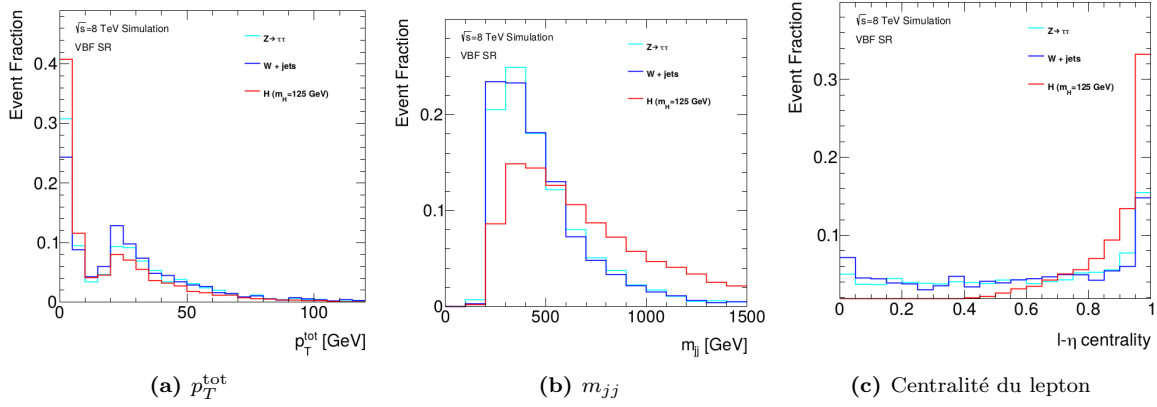 Event Fraction
√s=8 TeV Simulation
VBF SR
Z→ ττ
W + jets
H (m_H=125 GeV)
0.4
0.3
0.2
0.1
0
0 50 100
p_T^tot [GeV]
(a) p_T^tot
Event Fraction
√s=8 TeV Simulation
VBF SR
Z→ ττ
W + jets
H (m_H=125 GeV)
0.2
0.1
0
0 500 1000 1500
m_jj [GeV]
(b) m_jj
Event Fraction
√s=8 TeV Simulation
VBF SR
Z→ ττ
W + jets
H (m_H=125 GeV)
0.3
0.2
0.1
0 0.2 0.4 0.6 0.8 1
l-η centrality
(c) Centralité du lepton